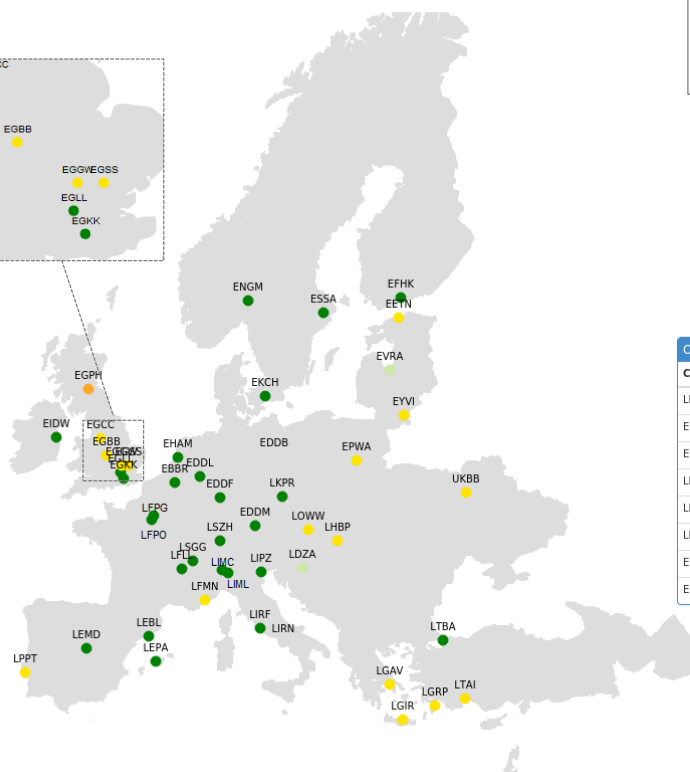 CC
EGBB
EGGW
EGSS
EGLL
EGKK
ENGM
ESSA
EFHK
EETN
EVRA
EYVI
EGPH
EKCH
EIDW
EGCC
EGBB
EGKK
EHAM
EDDL
EBBR
EDDF
EDDB
EPWA
LKPR
UKBB
LFPG
LFPO
EDDM
LOWW
LHBP
LSZH
LSGG
LFLL
LIMC
LIML
LIPZ
LDZA
LFMN
LIRF
LIRN
LEBL
LEMD
LEPA
LPPT
LTBA
LGAV
LGRP
LTAI
LGIR
C
C
E
E
E
E